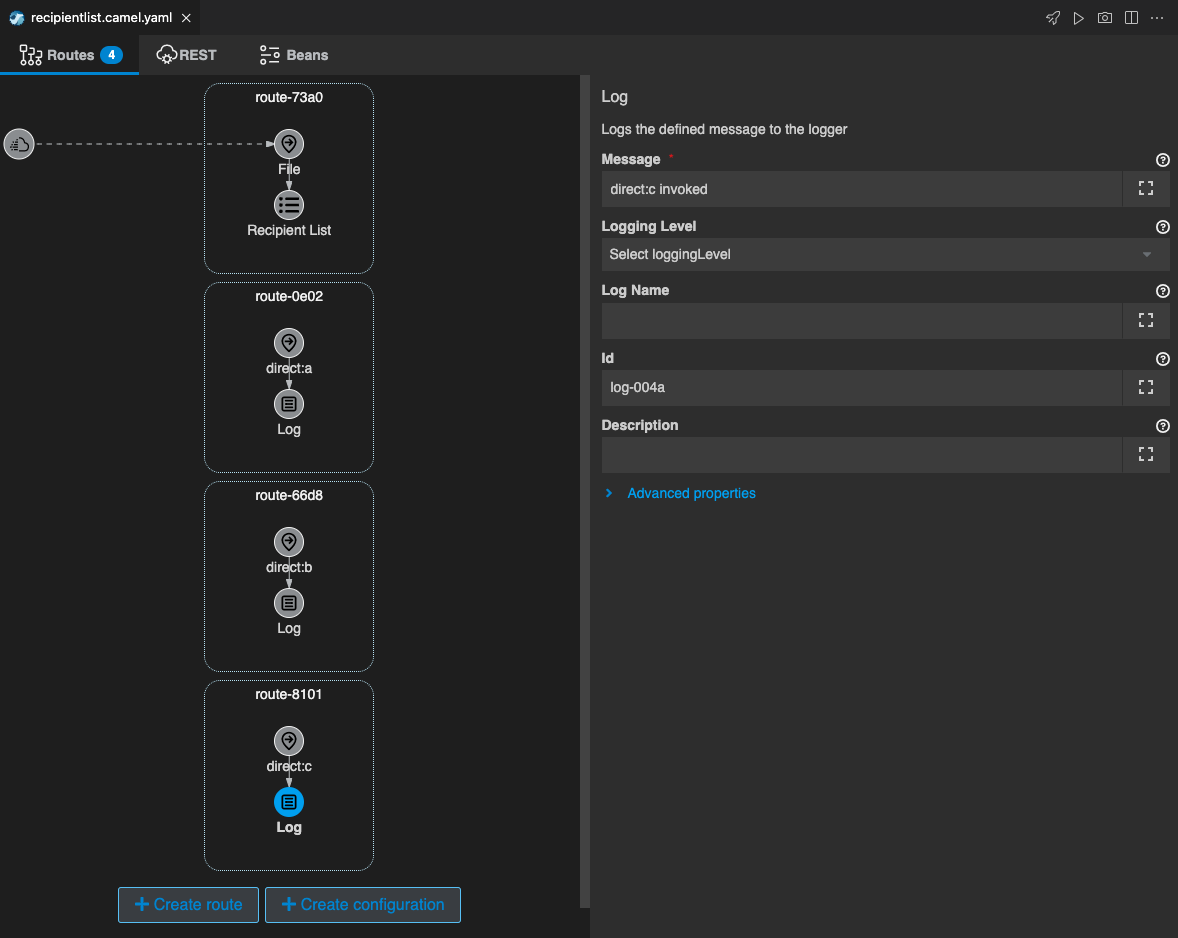 recipientlist.camel.yaml
Routes 4 REST Beans
route-73a0
File
Recipient List
route-0e02
direct:a
Log
route-66d8
direct:b
Log
route-8101
direct:c
Log
+ Create route + Create configuration
Log
Logs the defined message to the logger
Message *
direct:c invoked
Logging Level
Select loggingLevel
Log Name
Id
log-004a
Description
Advanced properties